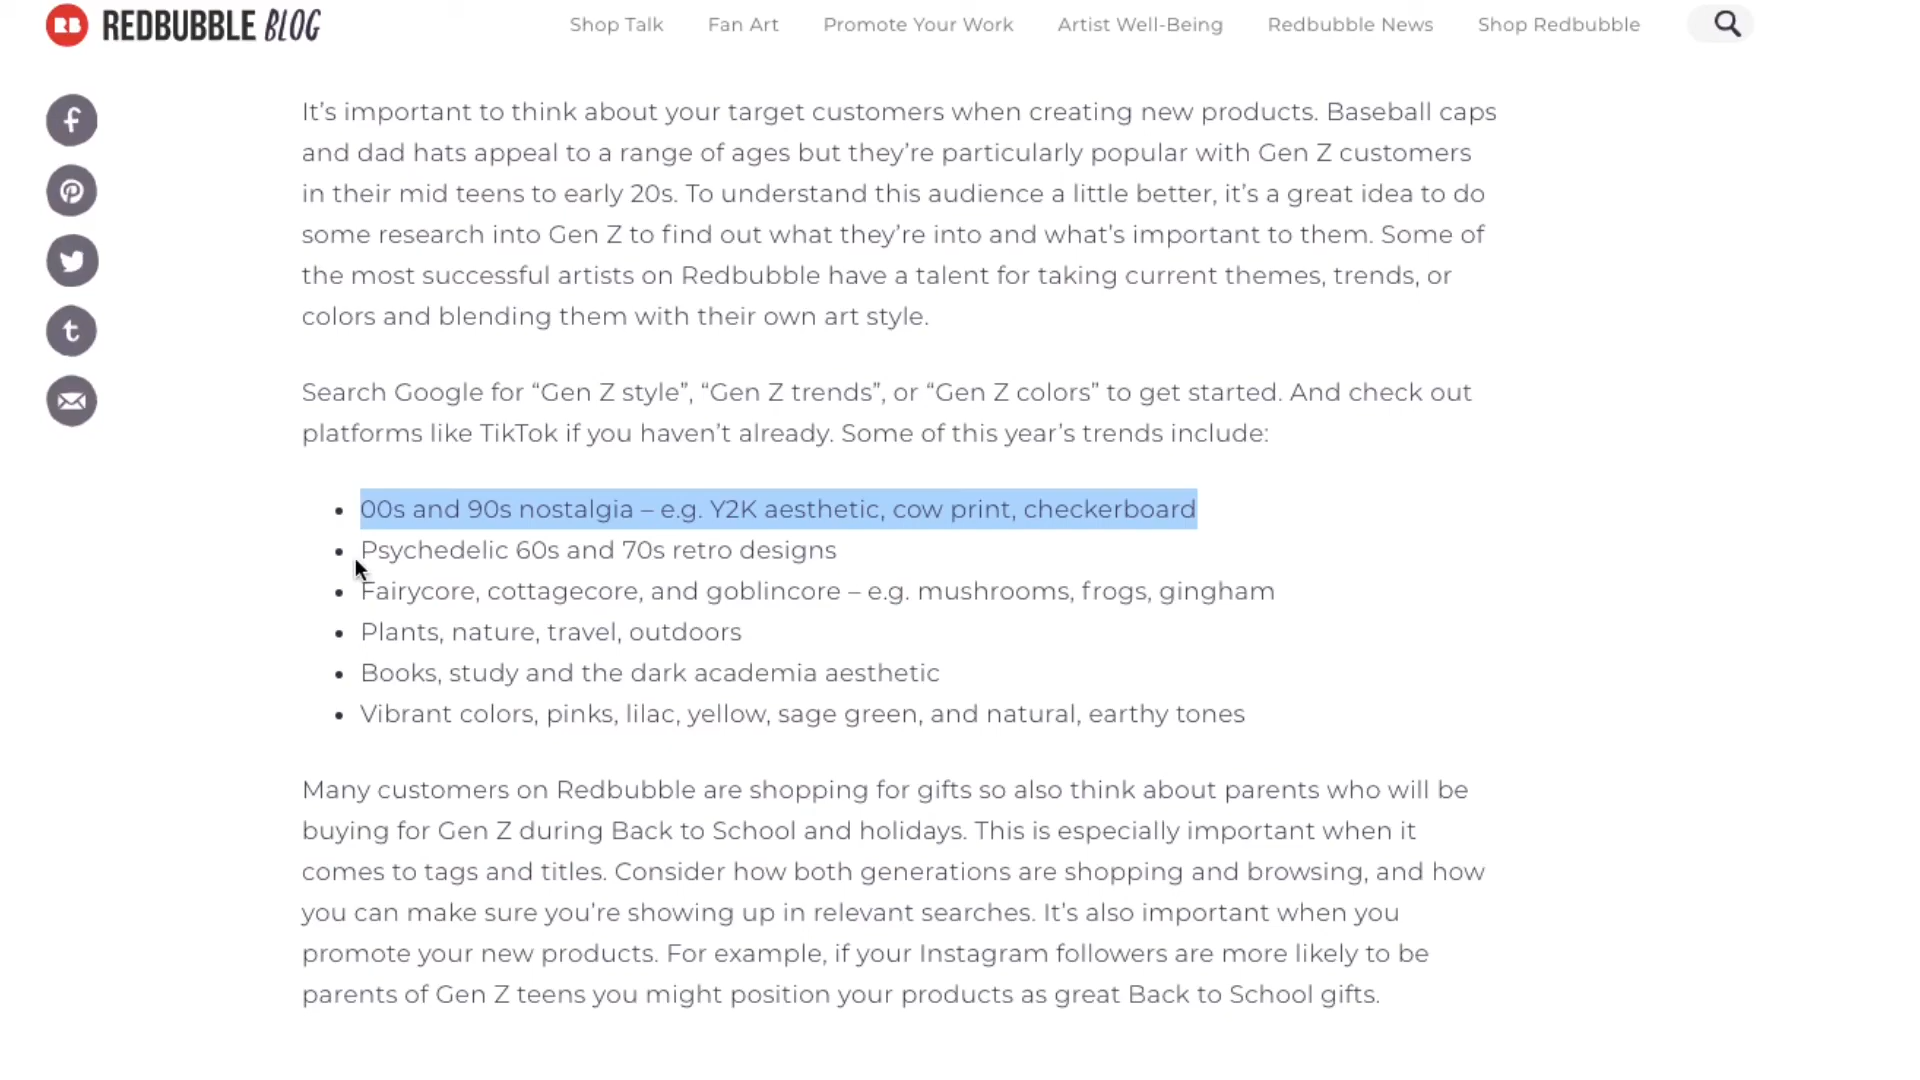 RB REDBUBBLE BLOG
Shop Talk Fan Art Promote Your Work Artist Well-Being Redbubble News Shop Redbubble
It’s important to think about your target customers when creating new products. Baseball caps
and dad hats appeal to a range of ages but they’re particularly popular with Gen Z customers
in their mid teens to early 20s. To understand this audience a little better, it’s a great idea to do
some research into Gen Z to find out what they’re into and what’s important to them. Some of
the most successful artists on Redbubble have a talent for taking current themes, trends, or
colors and blending them with their own art style.
Search Google for “Gen Z style”, “Gen Z trends”, or “Gen Z colors” to get started. And check out
platforms like TikTok if you haven’t already. Some of this year’s trends include:
• 00s and 90s nostalgia – e.g. Y2K aesthetic, cow print, checkerboard
• Psychedelic 60s and 70s retro designs
• Fairycore, cottagecore, and goblincore – e.g. mushrooms, frogs, gingham
• Plants, nature, travel, outdoors
• Books, study and the dark academia aesthetic
• Vibrant colors, pinks, lilac, yellow, sage green, and natural, earthy tones
Many customers on Redbubble are shopping for gifts so also think about parents who will be
buying for Gen Z during Back to School and holidays. This is especially important when it
comes to tags and titles. Consider how both generations are shopping and browsing, and how
you can make sure you’re showing up in relevant searches. It’s also important when you
promote your new products. For example, if your Instagram followers are more likely to be
parents of Gen Z teens you might position your products as great Back to School gifts.